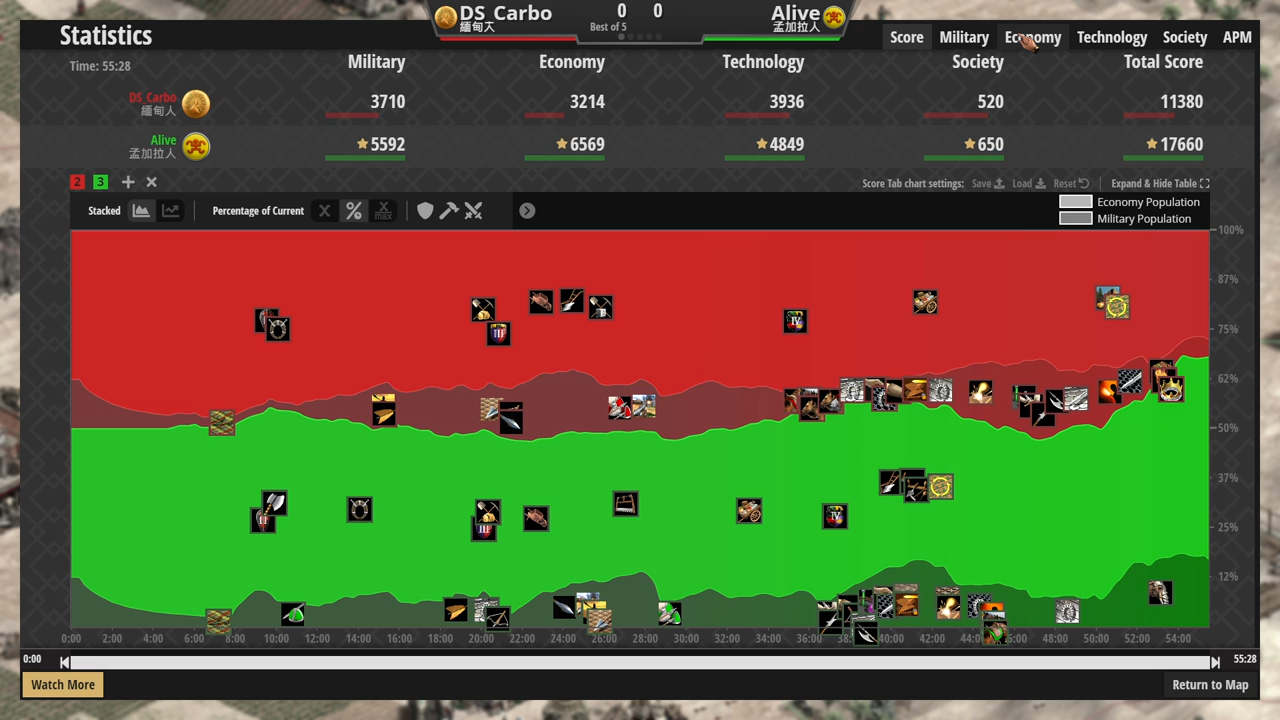 DS_Carbo 0 0 Alive
緬甸人 Best of 5 孟加拉人
Statistics Score Military Economy Technology Society APM
Time: 55:28 Military Economy Technology Society Total Score
DS_Carbo 3710 3214 3936 520 11380
緬甸人
Alive 5592 6569 4849 650 17660
孟加拉人
2 3 Score Tab chart settings: Save Load Reset Expand & Hide Table
Stacked Percentage of Current X % X max
Economy Population
Military Population
100%
87%
75%
62%
50%
37%
25%
12%
0:00 2:00 4:00 6:00 8:00 10:00 12:00 14:00 16:00 18:00 20:00 22:00 24:00 26:00 28:00 30:00 32:00 34:00 36:00 38:00 40:00 42:00 44:00 46:00 48:00 50:00 52:00 54:00
0:00 55:28
Watch More Return to Map